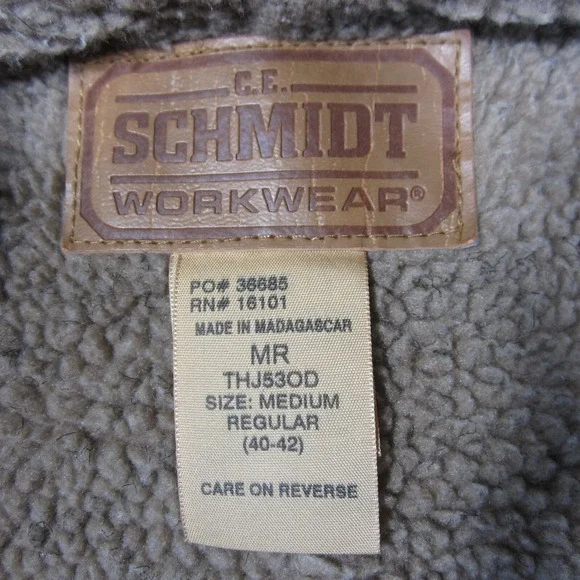 C.E.
SCHMIDT
WORKWEAR®
PO# 36685
RN# 16101
MADE IN MADAGASCAR
MR
THJ53OD
SIZE: MEDIUM
REGULAR
(40-42)
CARE ON REVERSE